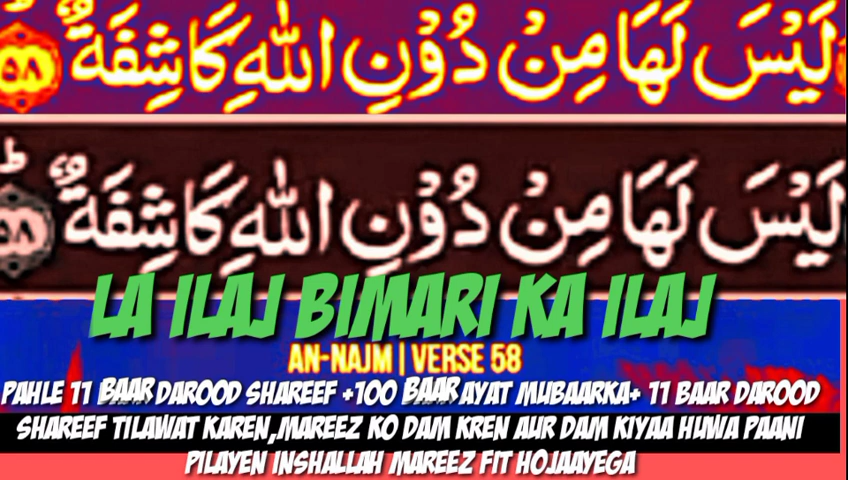 لَيْسَ لَهَا مِنْ دُوْنِ اللّٰهِ كَاشِفَةٌ ۟ؕ ۵۸
لَيْسَ لَهَا مِنْ دُوْنِ اللّٰهِ كَاشِفَةٌ ۟ؕ ۵۸
LA ILAJ BIMARI KA ILAJ
AN-NAJM | VERSE 58
PAHLE 11 BAAR DAROOD SHAREEF +100 BAAR AYAT MUBAARKA+ 11 BAAR DAROOD
SHAREEF TILAWAT KAREN,MAREEZ KO DAM KREN AUR DAM KIYAA HUWA PAANI
PILAYEN INSHALLAH MAREEZ FIT HOJAAYEGA